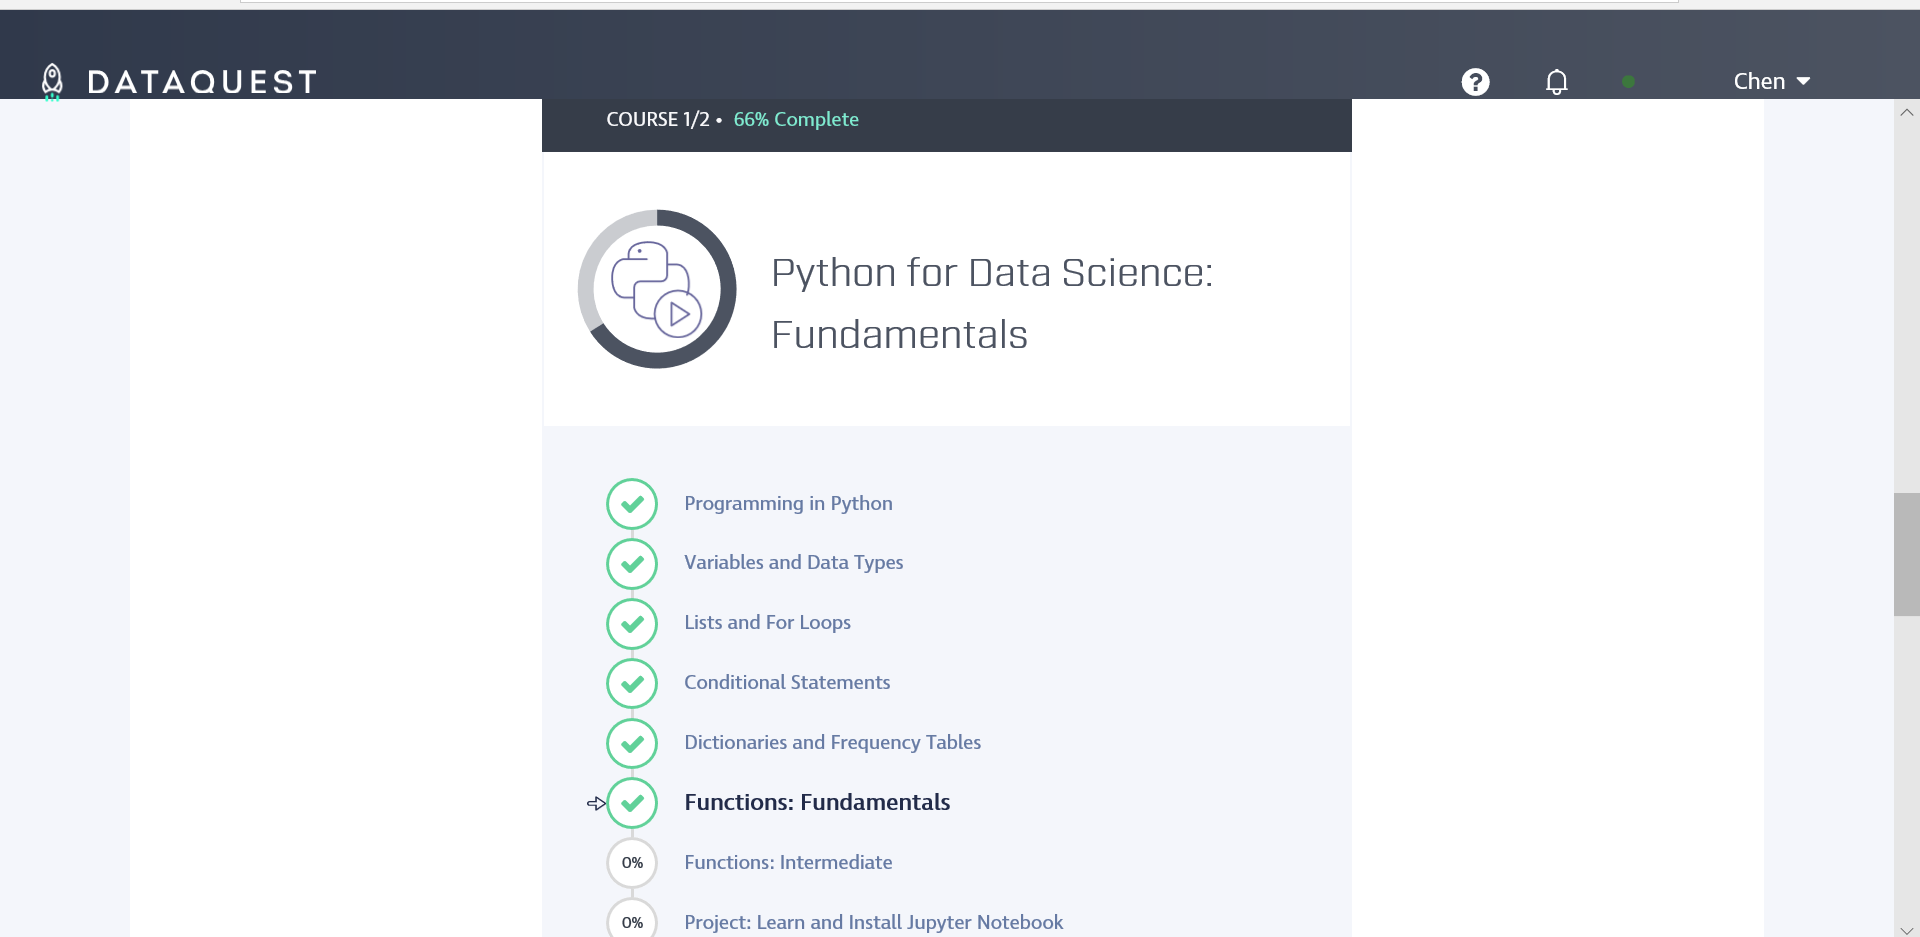 DATAQUEST
? Chen
COURSE 1/2 • 66% Complete
Python for Data Science:
Fundamentals
Programming in Python
Variables and Data Types
Lists and For Loops
Conditional Statements
Dictionaries and Frequency Tables
Functions: Fundamentals
0% Functions: Intermediate
0% Project: Learn and Install Jupyter Notebook